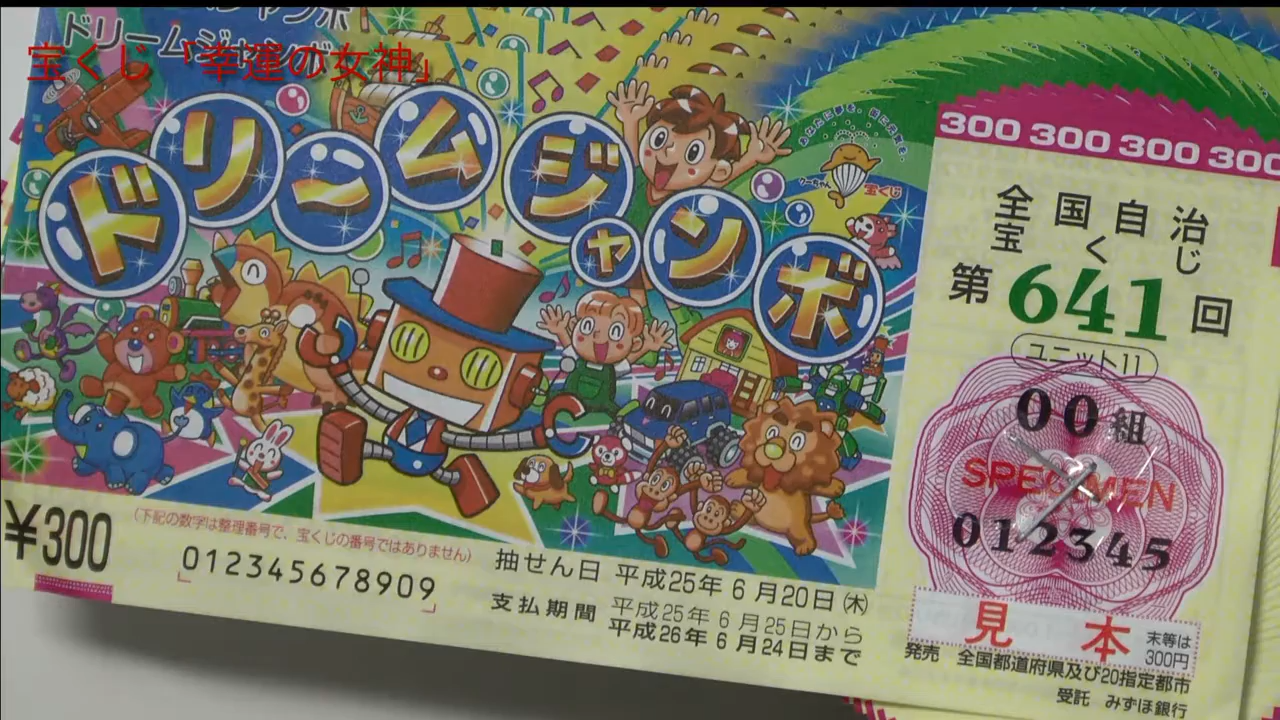 ドリームジャンボ
宝くじ「幸運の女神」
ドリームジャンボ
宝くじ
300 300 300 300
全国自治
宝くじ
第641回
ユニット11
00組
SPECIMEN
012345
¥300
(下記の数字は整理番号で、宝くじの番号ではありません)
012345678909
抽せん日 平成25年6月20日(木)
支払期間 平成25年6月25日から
平成26年6月24日まで
見本
末等は
300円
発売 全国都道府県及び20指定都市
受託 みずほ銀行